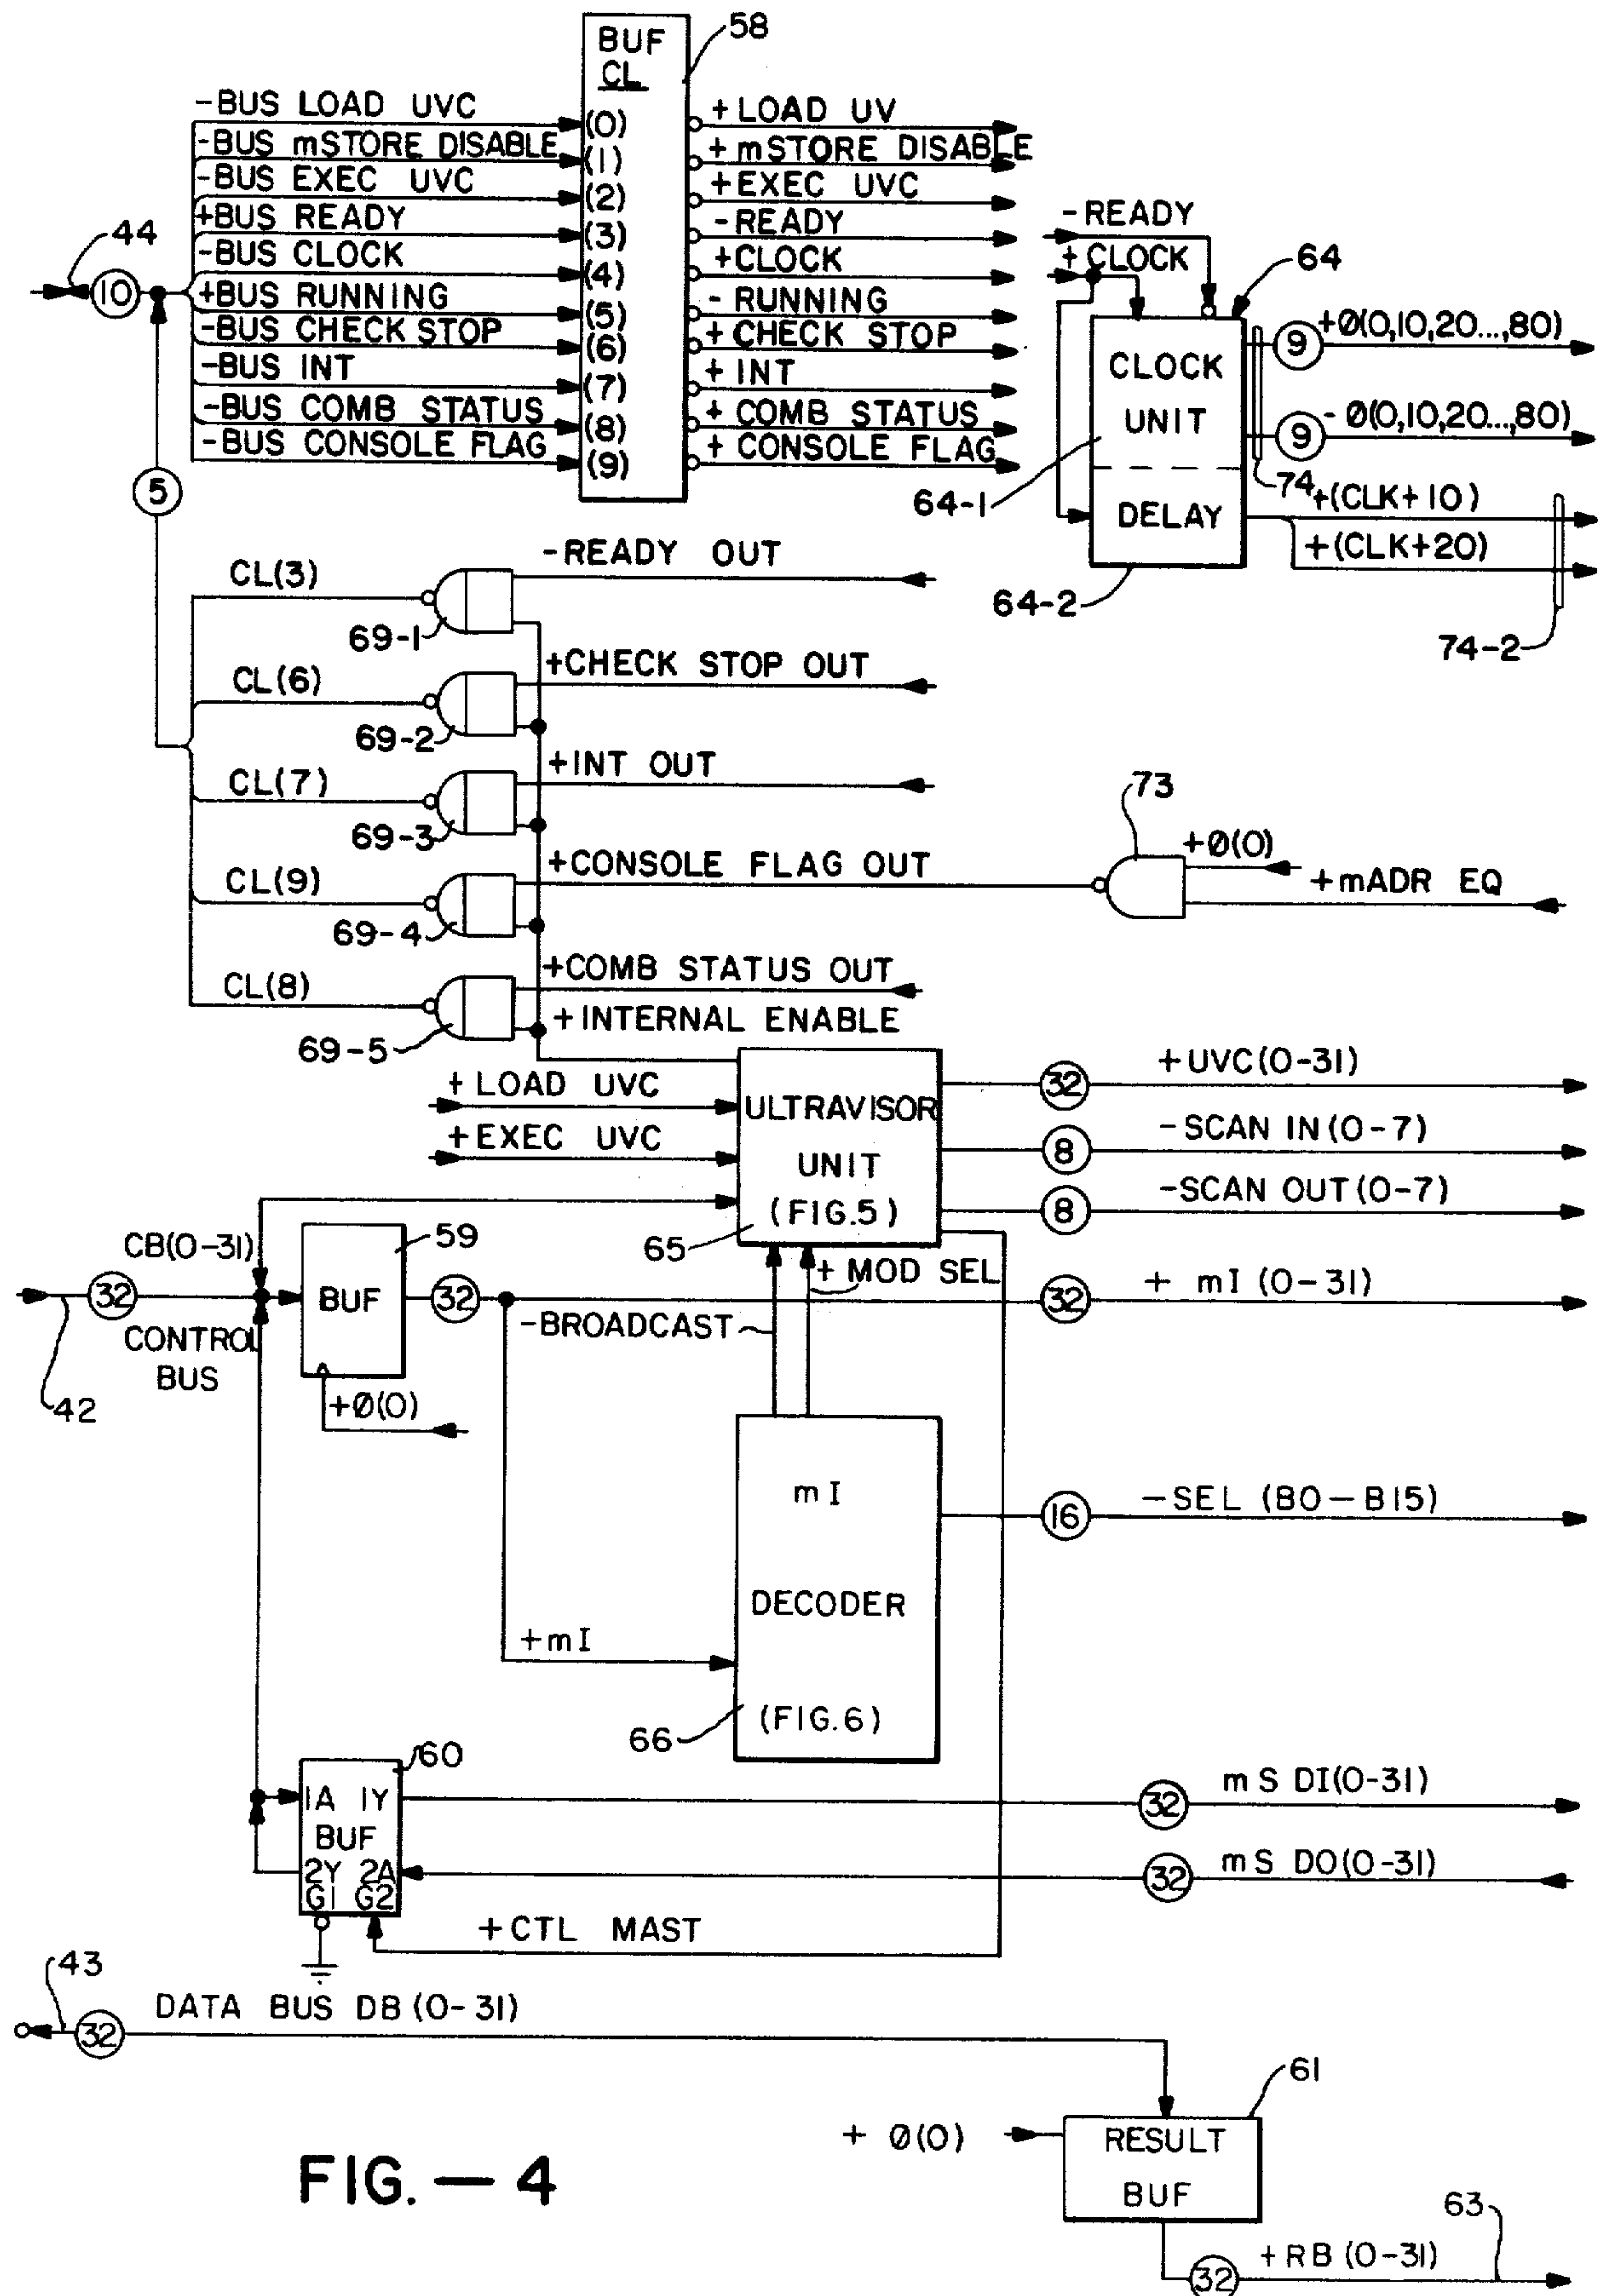 BUF
CL
58
-BUS LOAD UVC
(0)
+LOAD UV
-BUS mSTORE DISABLE
(1)
+mSTORE DISABLE
-BUS EXEC UVC
(2)
+EXEC UVC
+BUS READY
(3)
-READY
-BUS CLOCK
(4)
+CLOCK
+BUS RUNNING
(5)
-RUNNING
-BUS CHECK STOP
(6)
+CHECK STOP
-BUS INT
(7)
+INT
-BUS COMB STATUS
(8)
+COMB STATUS
-BUS CONSOLE FLAG
(9)
+CONSOLE FLAG
44
10
5
-READY
+CLOCK
64
CLOCK
UNIT
64-1
DELAY
64-2
9
+Ø(0,10,20...,80)
9
-Ø(0,10,20...,80)
74
+(CLK+10)
+(CLK+20)
74-2
CL(3)
-READY OUT
69-1
CL(6)
+CHECK STOP OUT
69-2
CL(7)
+INT OUT
69-3
CL(9)
+CONSOLE FLAG OUT
69-4
73
+Ø(0)
+mADR EQ
CL(8)
+COMB STATUS OUT
69-5
+INTERNAL ENABLE
+LOAD UVC
+EXEC UVC
ULTRAVISOR
UNIT
(FIG.5)
65
32
+UVC(0-31)
8
-SCAN IN(0-7)
8
-SCAN OUT(0-7)
CB(0-31)
32
CONTROL
BUS
42
59
BUF
+Ø(0)
32
+MOD SEL
-BROADCAST
32
+ mI (0-31)
mI
DECODER
(FIG.6)
66
+mI
16
-SEL (B0-B15)
60
1A 1Y
BUF
2Y 2A
G1 G2
32
mS DI(0-31)
32
mS DO(0-31)
+CTL MAST
43
32
DATA BUS DB(0-31)
61
+ Ø(0)
RESULT
BUF
32
+RB (0-31)
63
FIG.-4